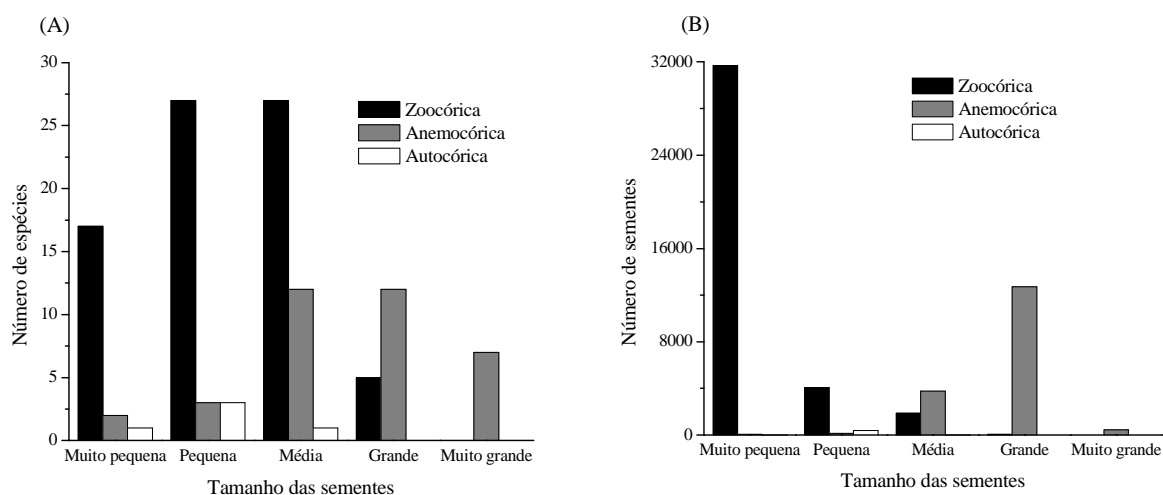 (A)
30
25
20
15
10
5
0
Número de espécies
Zoocórica
Anemocórica
Autocórica
Muito pequena Pequena Média Grande Muito grande
Tamanho das sementes
(B)
32000
24000
16000
8000
0
Número de sementes
Zoocórica
Anemocórica
Autocórica
Muito pequena Pequena Média Grande Muito grande
Tamanho das sementes